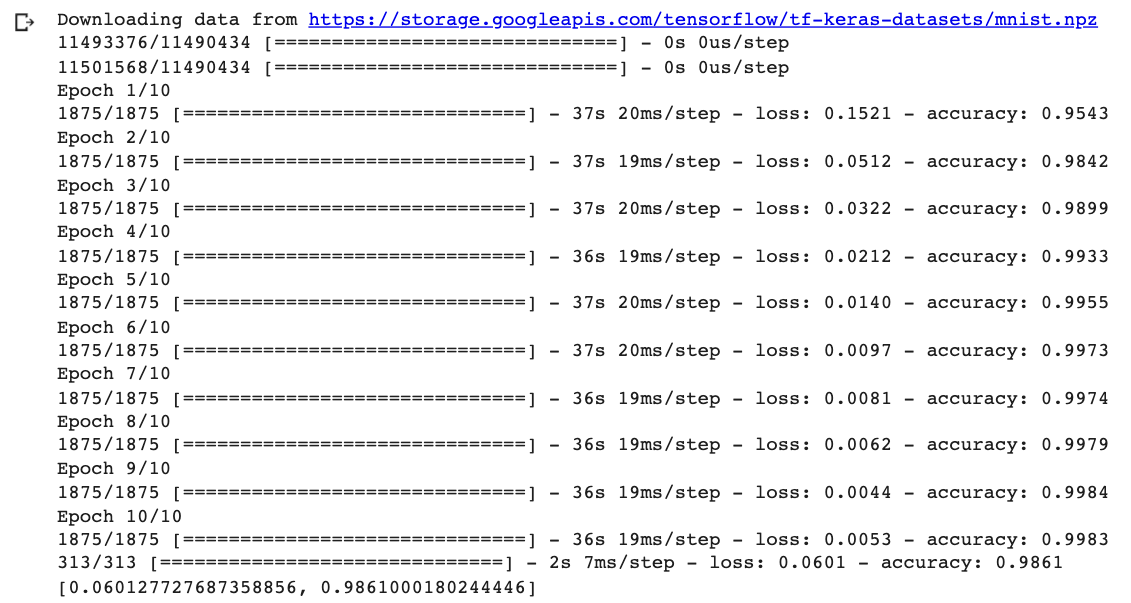 Downloading data from https://storage.googleapis.com/tensorflow/tf-keras-datasets/mnist.npz
11493376/11490434 [==============================] - 0s 0us/step
11501568/11490434 [==============================] - 0s 0us/step
Epoch 1/10
1875/1875 [==============================] - 37s 20ms/step - loss: 0.1521 - accuracy: 0.9543
Epoch 2/10
1875/1875 [==============================] - 37s 19ms/step - loss: 0.0512 - accuracy: 0.9842
Epoch 3/10
1875/1875 [==============================] - 37s 20ms/step - loss: 0.0322 - accuracy: 0.9899
Epoch 4/10
1875/1875 [==============================] - 36s 19ms/step - loss: 0.0212 - accuracy: 0.9933
Epoch 5/10
1875/1875 [==============================] - 37s 20ms/step - loss: 0.0140 - accuracy: 0.9955
Epoch 6/10
1875/1875 [==============================] - 37s 20ms/step - loss: 0.0097 - accuracy: 0.9973
Epoch 7/10
1875/1875 [==============================] - 36s 19ms/step - loss: 0.0081 - accuracy: 0.9974
Epoch 8/10
1875/1875 [==============================] - 36s 19ms/step - loss: 0.0062 - accuracy: 0.9979
Epoch 9/10
1875/1875 [==============================] - 36s 19ms/step - loss: 0.0044 - accuracy: 0.9984
Epoch 10/10
1875/1875 [==============================] - 36s 19ms/step - loss: 0.0053 - accuracy: 0.9983
313/313 [==============================] - 2s 7ms/step - loss: 0.0601 - accuracy: 0.9861
[0.060127727687358856, 0.9861000180244446]